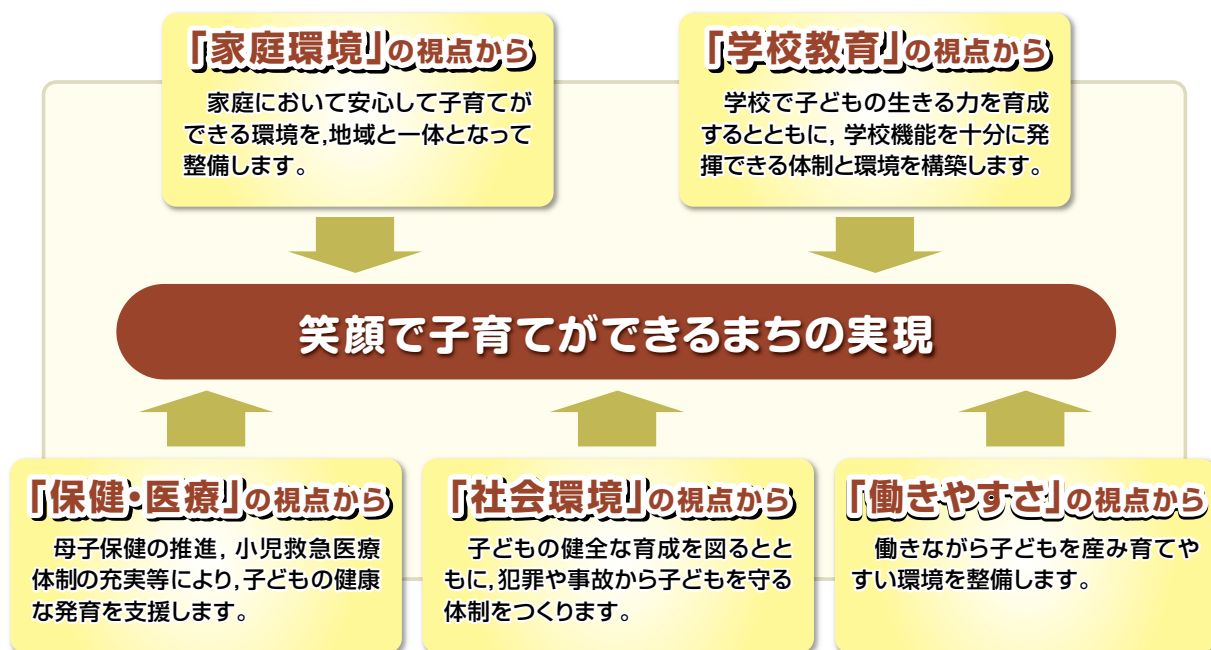 「家庭環境」の視点から
家庭において安心して子育てが
できる環境を,地域と一体となって
整備します。
「学校教育」の視点から
学校で子どもの生きる力を育成
するとともに, 学校機能を十分に発
揮できる体制と環境を構築します。
笑顔で子育てができるまちの実現
「保健・医療」の視点から
母子保健の推進, 小児救急医療
体制の充実等により,子どもの健康
な発育を支援します。
「社会環境」の視点から
子どもの健全な育成を図るとと
もに,犯罪や事故から子どもを守る
体制をつくります。
「働きやすさ」の視点から
働きながら子どもを産み育てや
すい環境を整備します。